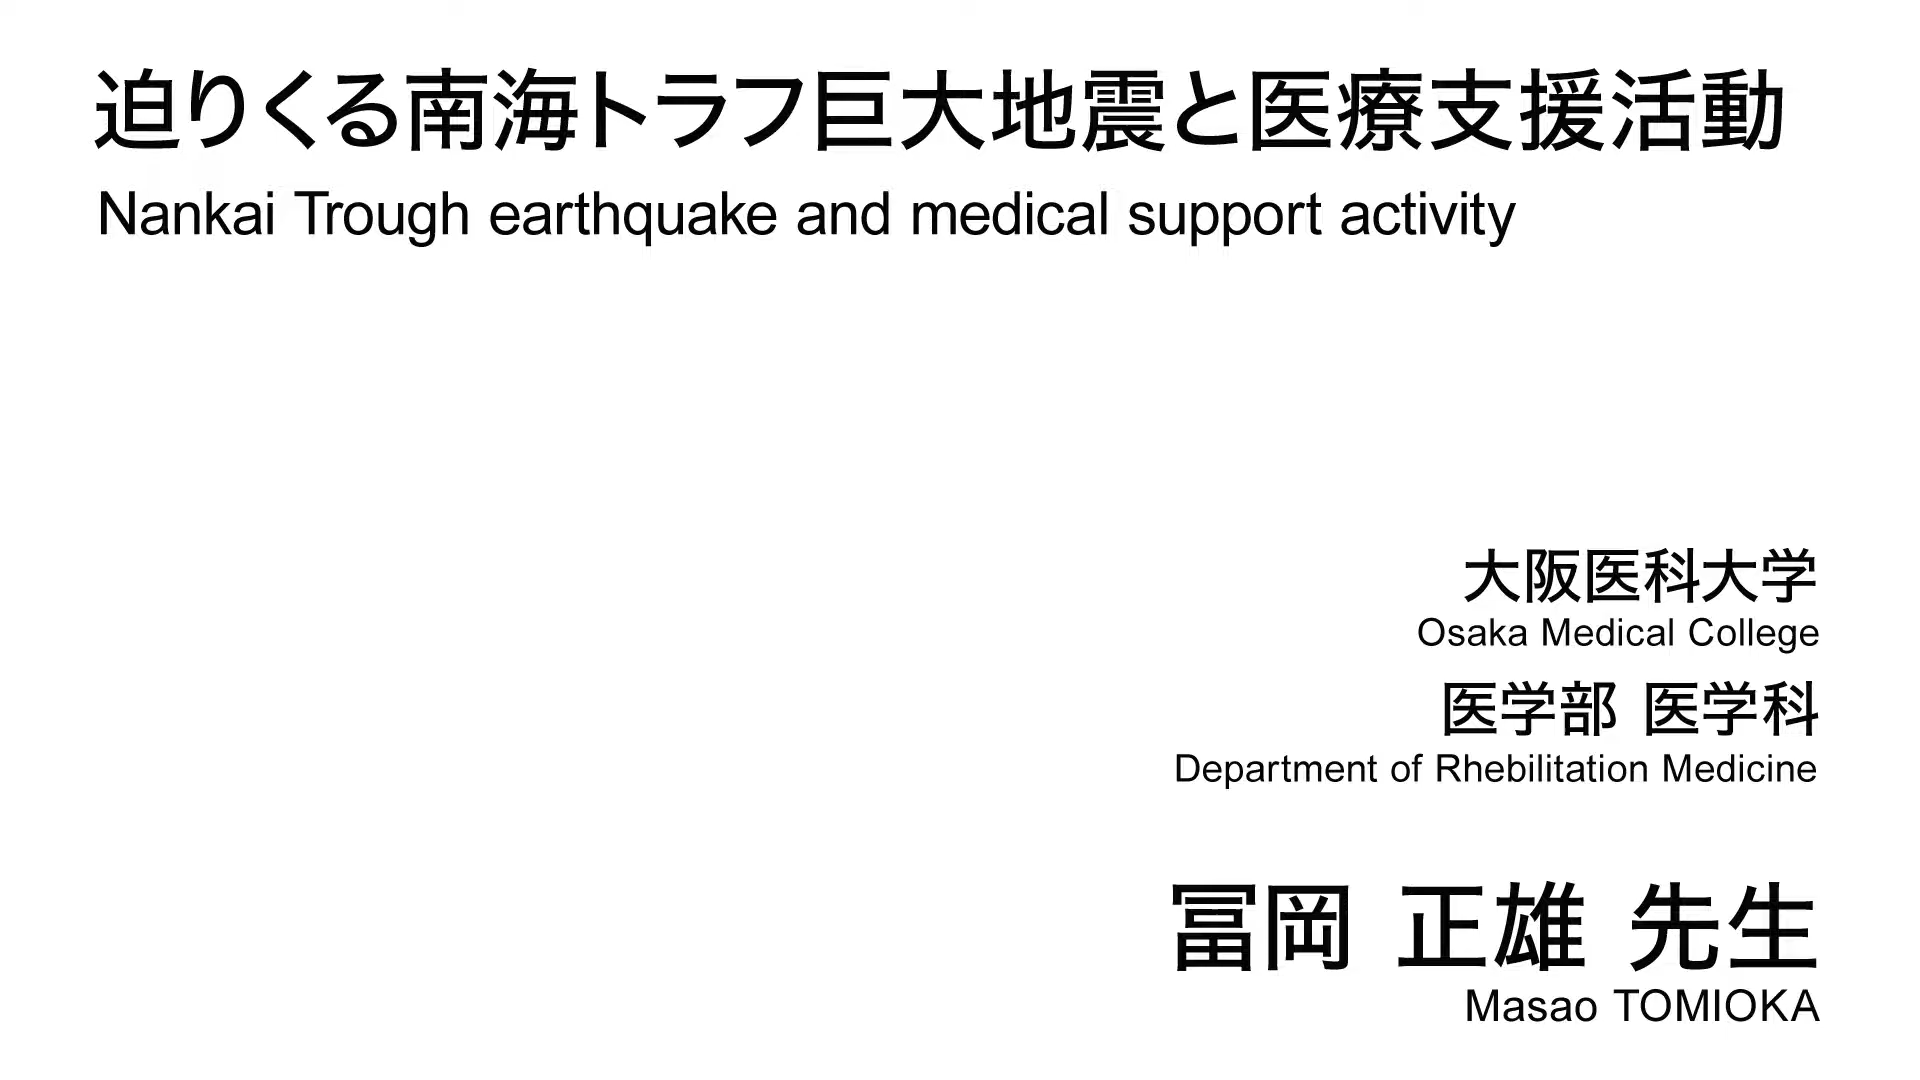 迫りくる南海トラフ巨大地震と医療支援活動
Nankai Trough earthquake and medical support activity
大阪医科大学
Osaka Medical College
医学部 医学科
Department of Rhebilitation Medicine
冨岡 正雄 先生
Masao TOMIOKA